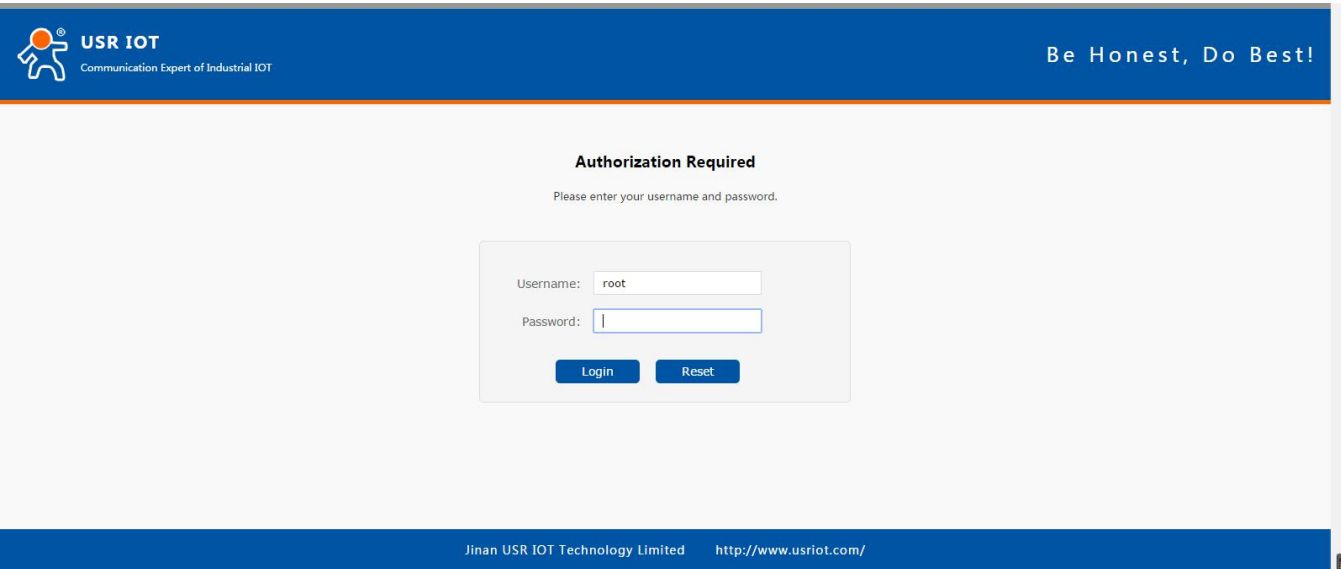 ®
USR IOT
Communication Expert of Industrial IOT
Be Honest, Do Best!
Authorization Required
Please enter your username and password.
Username: root
Password:
Login Reset
Jinan USR IOT Technology Limited http://www.usriot.com/